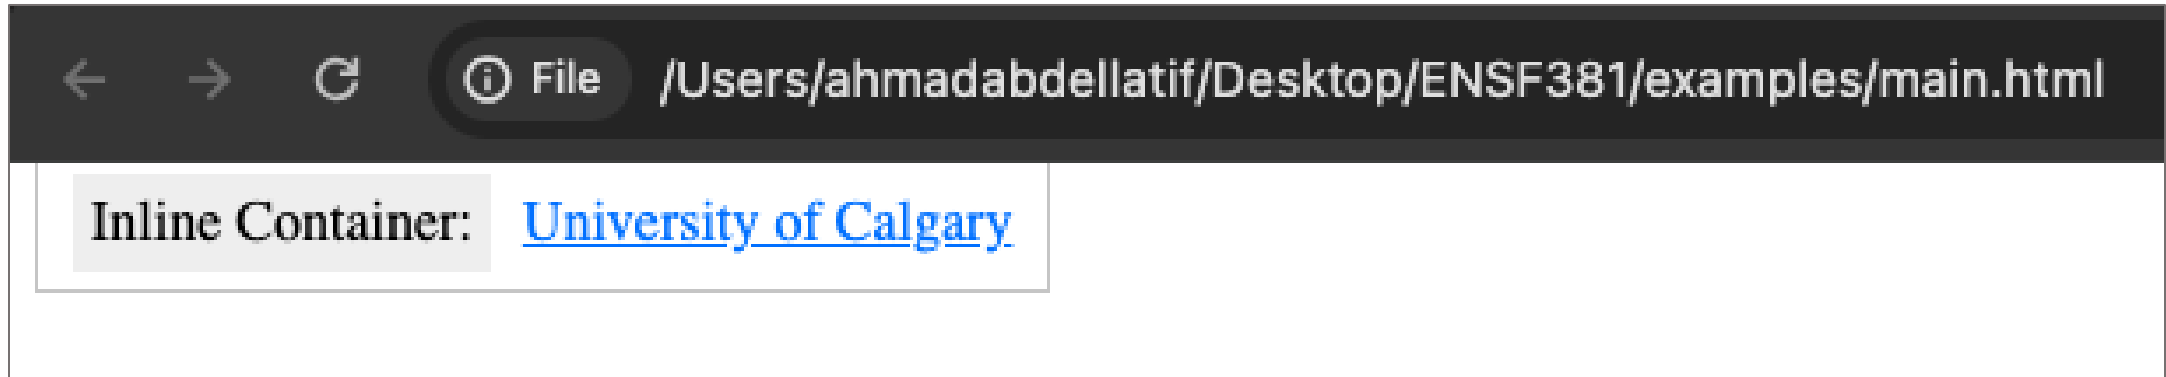 File /Users/ahmadabdellatif/Desktop/ENSF381/examples/main.html
Inline Container: University of Calgary